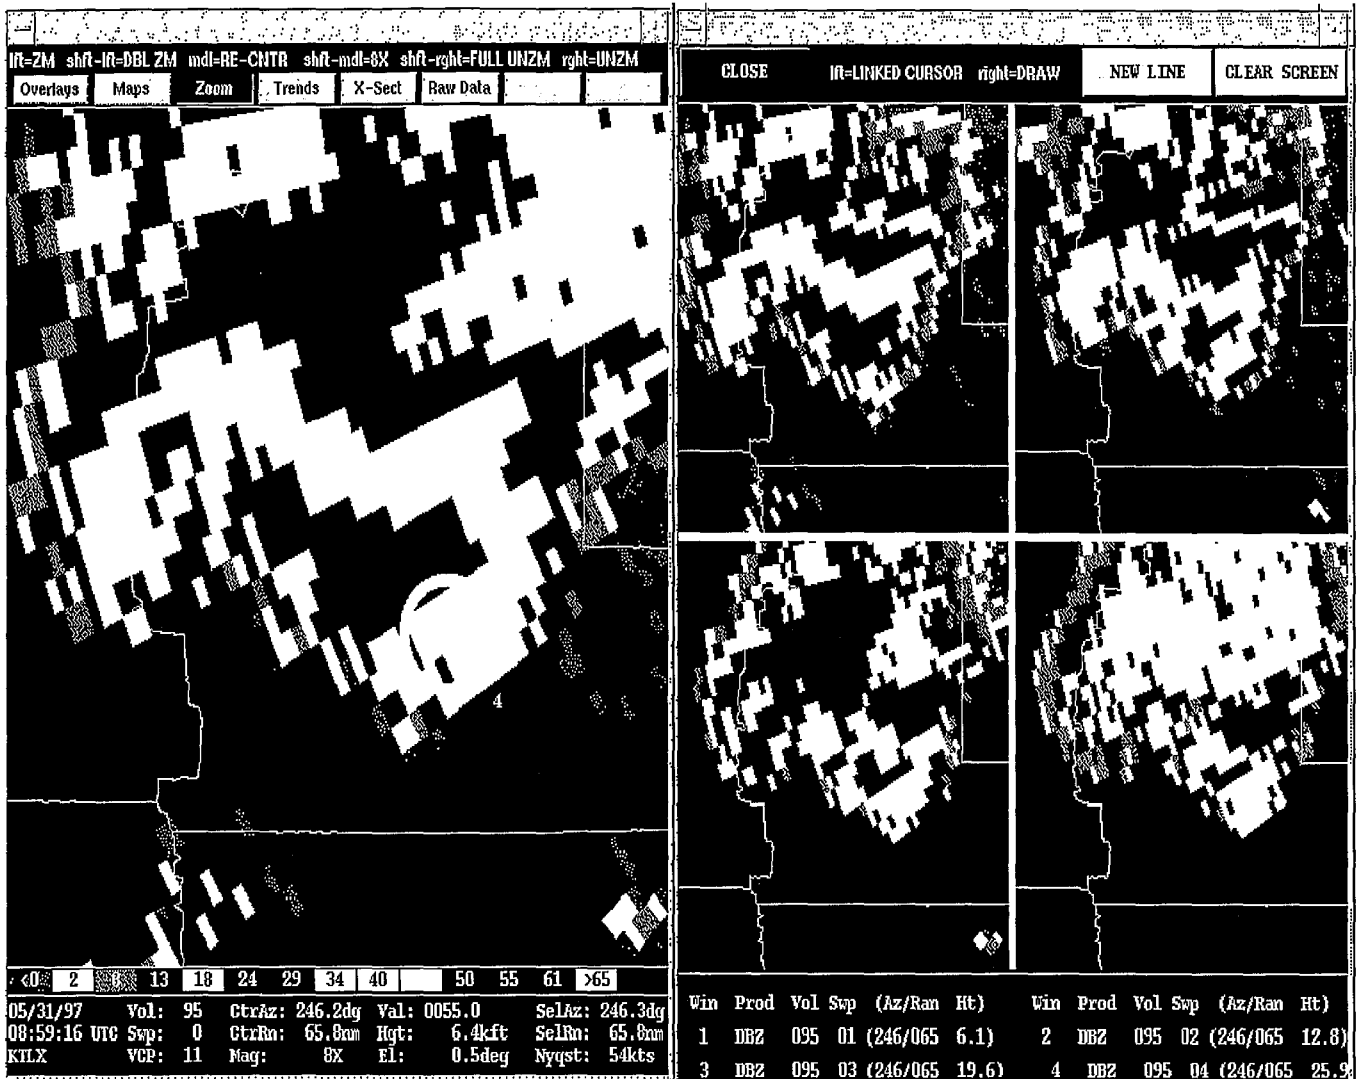 lft=ZM shft-lft=DBL ZM mdl=RE-CNTR shft-mdl=8X shft-rght=FULL UNZM rght=UNZM
Overlays Maps Zoom Trends X-Sect Raw Data
4
<0 2 13 18 24 29 34 40 50 55 61 >65
05/31/97 Vol: 95 CtrAz: 246.2dg Val: 0055.0 SelAz: 246.3dg
08:59:16 UTC Swp: 0 CtrRn: 65.8nm Hgt: 6.4kft SelRn: 65.8nm
KTLX VCP: 11 Mag: 8X El: 0.5deg Nyqst: 54kts
CLOSE lft=LINKED CURSOR right=DRAW NEW LINE CLEAR SCREEN
Win Prod Vol Swp (Az/Ran Ht) Win Prod Vol Swp (Az/Ran Ht)
1 DBZ 095 01 (246/065 6.1) 2 DBZ 095 02 (246/065 12.8)
3 DBZ 095 03 (246/065 19.6) 4 DBZ 095 04 (246/065 25.9